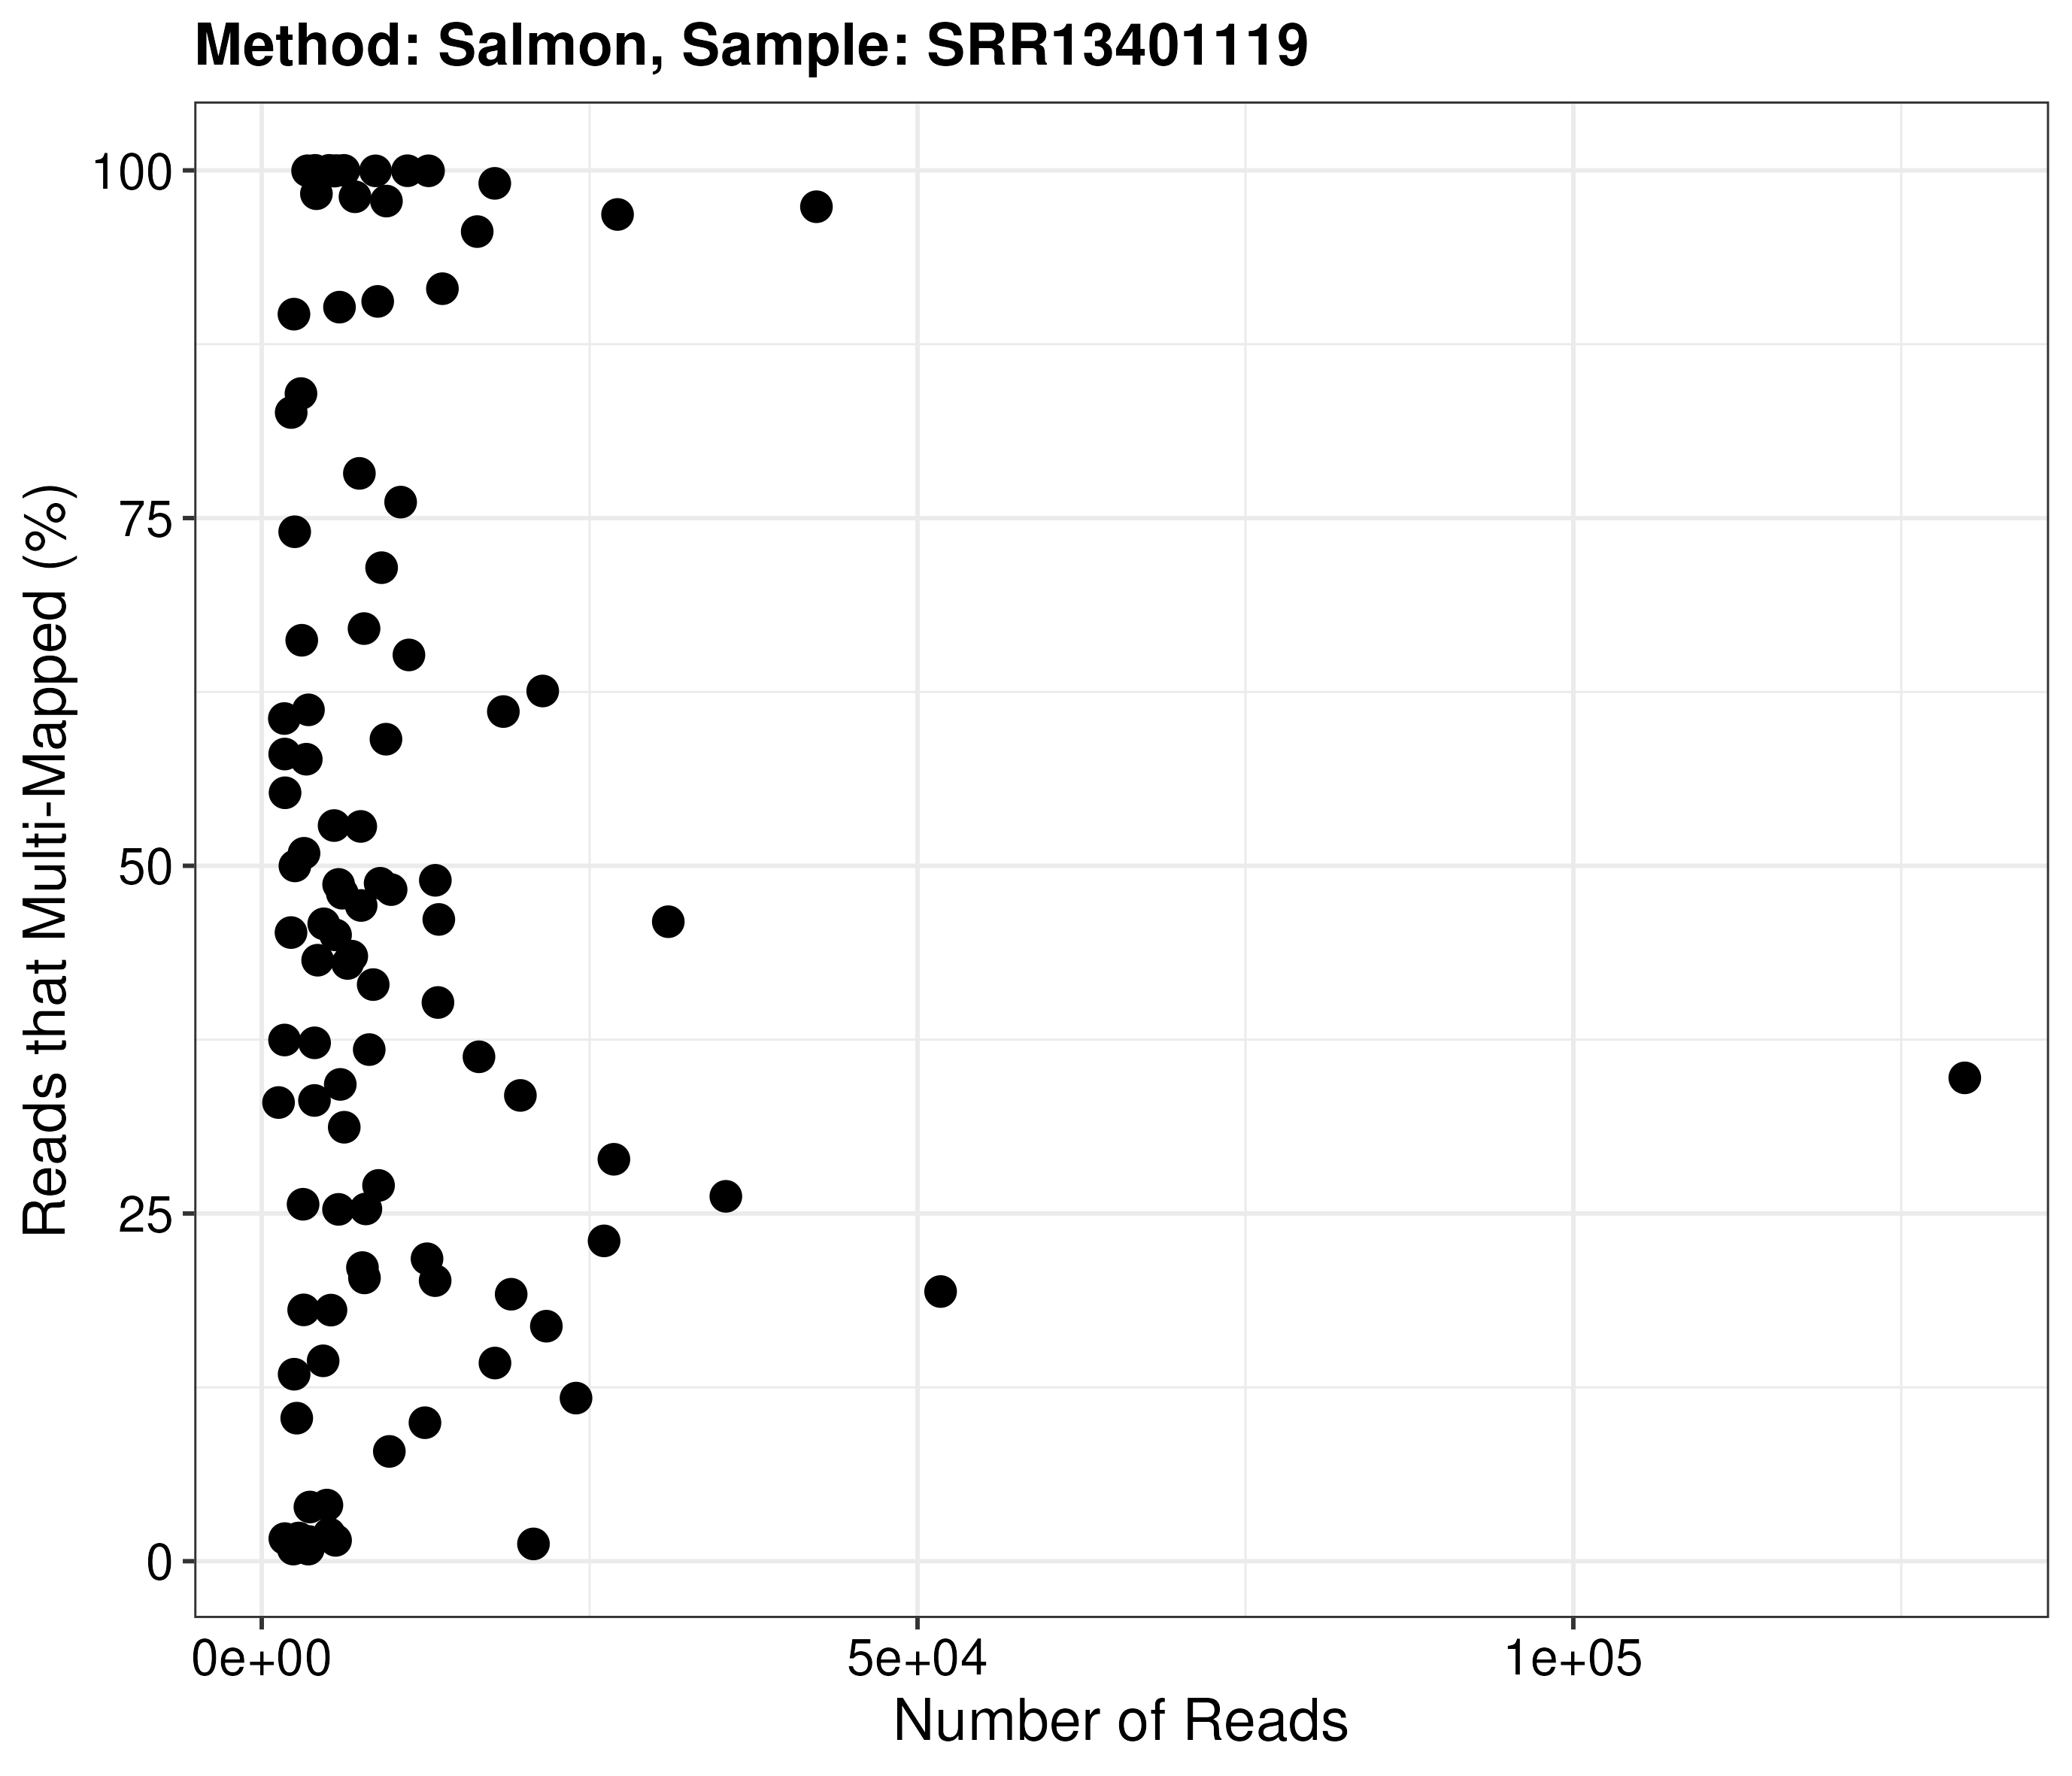 Method: Salmon, Sample: SRR13401119
Reads that Multi-Mapped (%)
100
75
50
25
0
0e+00 5e+04 1e+05
Number of Reads